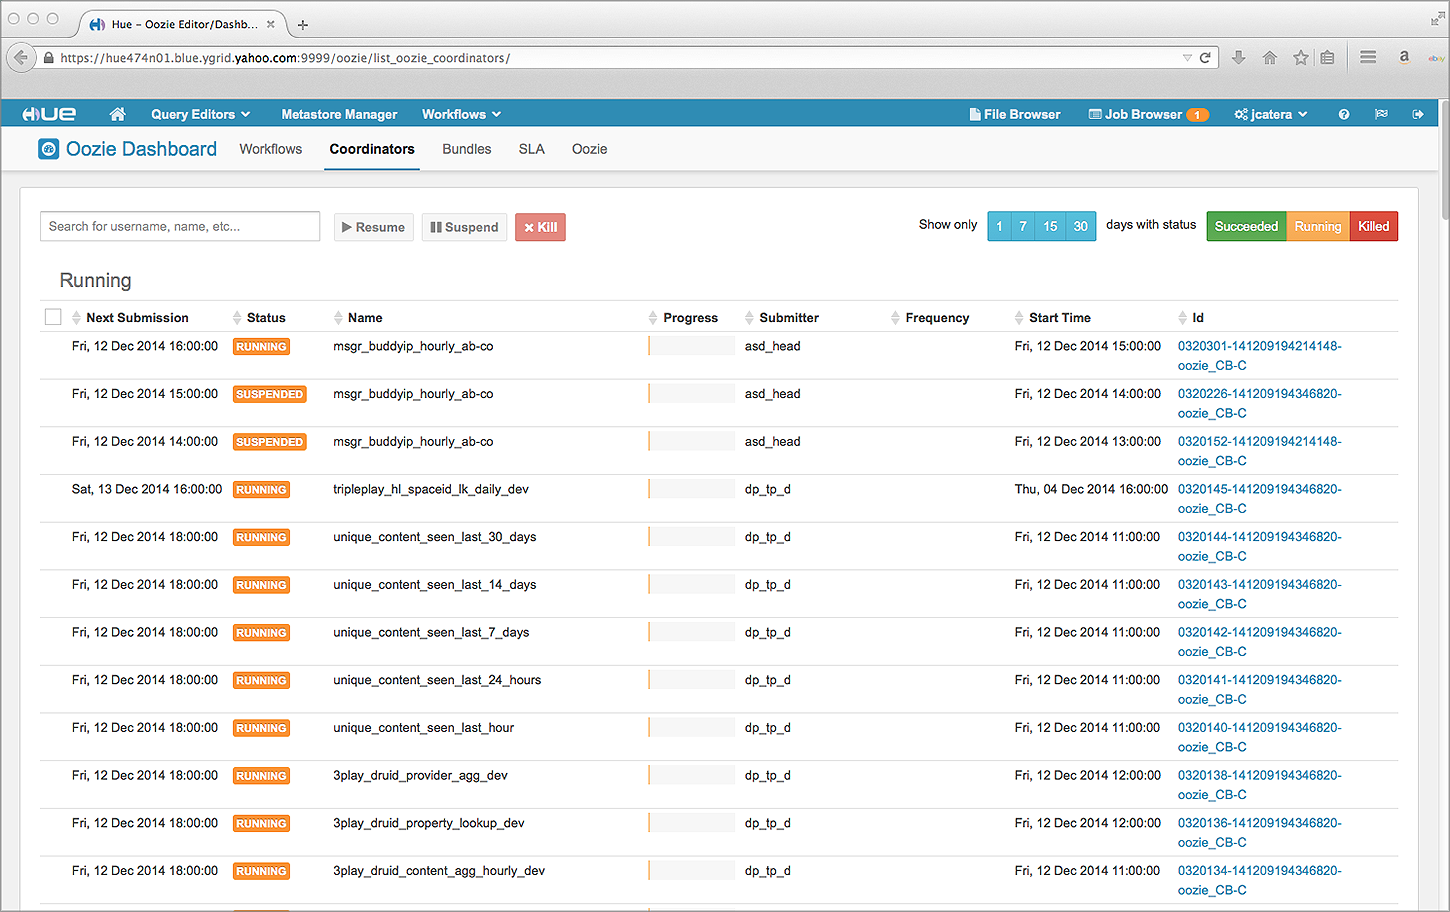 Hue – Oozie Editor/Dashb...
https://hue474n01.blue.ygrid.yahoo.com:9999/oozie/list_oozie_coordinators/
a
ebay
HUE Query Editors Metastore Manager Workflows File Browser Job Browser 1 jcatera
Oozie Dashboard Workflows Coordinators Bundles SLA Oozie
Search for username, name, etc... Resume Suspend Kill Show only 1 7 15 30 days with status Succeeded Running Killed
Running
Next Submission Status Name Progress Submitter Frequency Start Time Id
Fri, 12 Dec 2014 16:00:00 RUNNING msgr_buddyip_hourly_ab-co asd_head Fri, 12 Dec 2014 15:00:00 0320301-141209194214148-
oozie_CB-C
Fri, 12 Dec 2014 15:00:00 SUSPENDED msgr_buddyip_hourly_ab-co asd_head Fri, 12 Dec 2014 14:00:00 0320226-141209194346820-
oozie_CB-C
Fri, 12 Dec 2014 14:00:00 SUSPENDED msgr_buddyip_hourly_ab-co asd_head Fri, 12 Dec 2014 13:00:00 0320152-141209194214148-
oozie_CB-C
Sat, 13 Dec 2014 16:00:00 RUNNING tripleplay_hl_spaceid_lk_daily_dev dp_tp_d Thu, 04 Dec 2014 16:00:00 0320145-141209194346820-
oozie_CB-C
Fri, 12 Dec 2014 18:00:00 RUNNING unique_content_seen_last_30_days dp_tp_d Fri, 12 Dec 2014 11:00:00 0320144-141209194346820-
oozie_CB-C
Fri, 12 Dec 2014 18:00:00 RUNNING unique_content_seen_last_14_days dp_tp_d Fri, 12 Dec 2014 11:00:00 0320143-141209194346820-
oozie_CB-C
Fri, 12 Dec 2014 18:00:00 RUNNING unique_content_seen_last_7_days dp_tp_d Fri, 12 Dec 2014 11:00:00 0320142-141209194346820-
oozie_CB-C
Fri, 12 Dec 2014 18:00:00 RUNNING unique_content_seen_last_24_hours dp_tp_d Fri, 12 Dec 2014 11:00:00 0320141-141209194346820-
oozie_CB-C
Fri, 12 Dec 2014 18:00:00 RUNNING unique_content_seen_last_hour dp_tp_d Fri, 12 Dec 2014 11:00:00 0320140-141209194346820-
oozie_CB-C
Fri, 12 Dec 2014 18:00:00 RUNNING 3play_druid_provider_agg_dev dp_tp_d Fri, 12 Dec 2014 12:00:00 0320138-141209194346820-
oozie_CB-C
Fri, 12 Dec 2014 18:00:00 RUNNING 3play_druid_property_lookup_dev dp_tp_d Fri, 12 Dec 2014 12:00:00 0320136-141209194346820-
oozie_CB-C
Fri, 12 Dec 2014 18:00:00 RUNNING 3play_druid_content_agg_hourly_dev dp_tp_d Fri, 12 Dec 2014 11:00:00 0320134-141209194346820-
oozie_CB-C